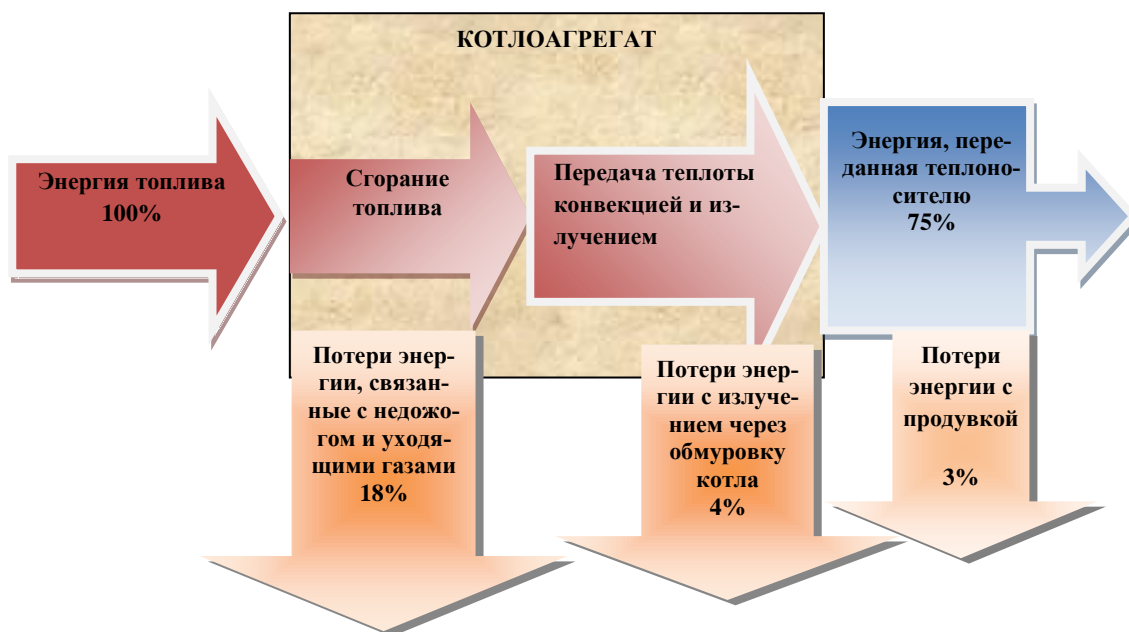 КОТЛОАГРЕГАТ
Энергия топлива
100%
Сгорание
топлива
Передача теплоты
конвекцией и из-
лучением
Энергия, пере-
данная теплоно-
сителю
75%
Потери энер-
гии, связан-
ные с недожо-
гом и уходя-
щими газами
18%
Потери энер-
гии с излуче-
нием через
обмуровку
котла
4%
Потери
энергии с
продувкой
3%